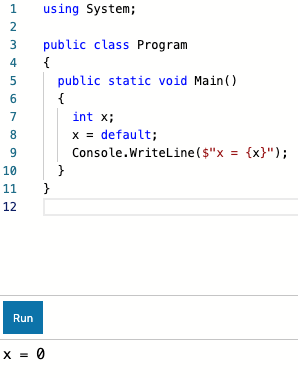 1 using System;
2
3 public class Program
4 {
5 public static void Main()
6 {
7 int x;
8 x = default;
9 Console.WriteLine($"x = {x}");
10 }
11 }
12
Run
x = 0